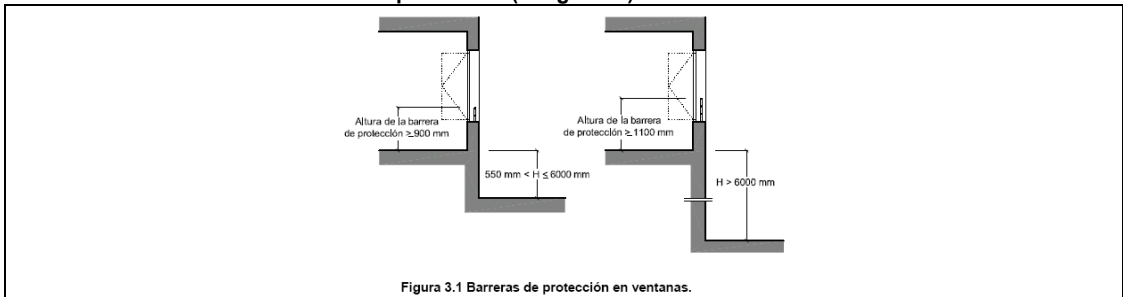 Altura de la barrera
de protección ≥ 900 mm
550 mm < H ≤ 6000 mm
Altura de la barrera
de protección ≥ 1100 mm
H > 6000 mm
Figura 3.1 Barreras de protección en ventanas.